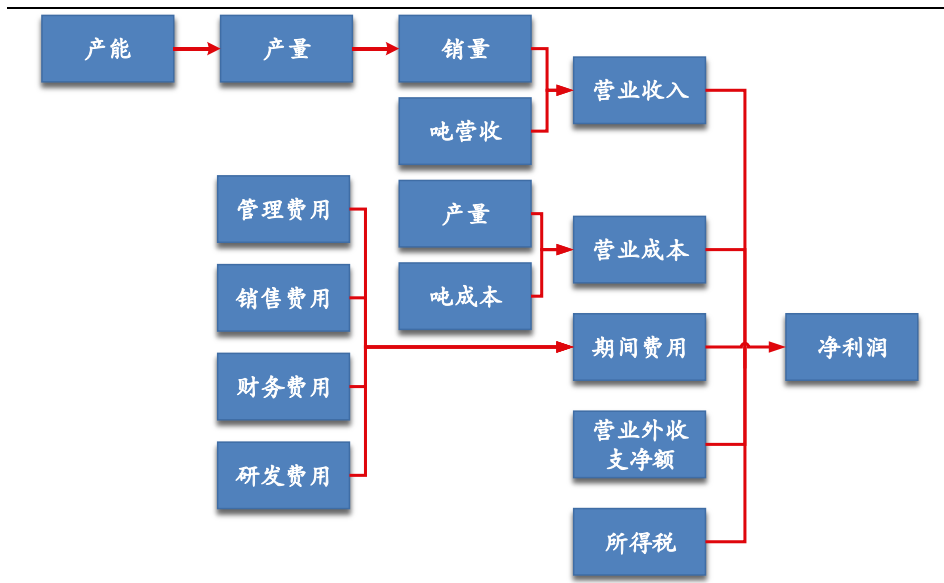 产能
产量
销量
吨营收
营业收入
管理费用
销售费用
财务费用
研发费用
产量
吨成本
营业成本
期间费用
营业外收
支净额
所得税
净利润